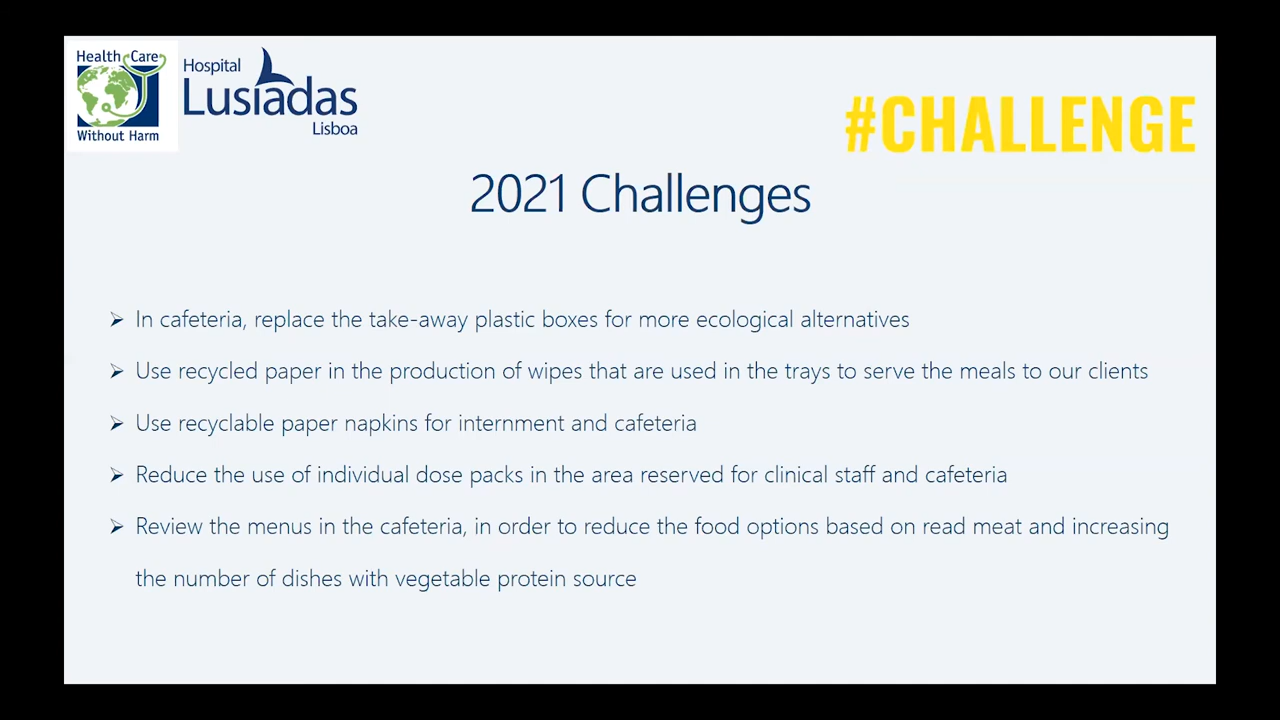 Health Care
Without Harm
Hospital
Lusíadas
Lisboa
#CHALLENGE
2021 Challenges
➢ In cafeteria, replace the take-away plastic boxes for more ecological alternatives
➢ Use recycled paper in the production of wipes that are used in the trays to serve the meals to our clients
➢ Use recyclable paper napkins for internment and cafeteria
➢ Reduce the use of individual dose packs in the area reserved for clinical staff and cafeteria
➢ Review the menus in the cafeteria, in order to reduce the food options based on read meat and increasing
the number of dishes with vegetable protein source